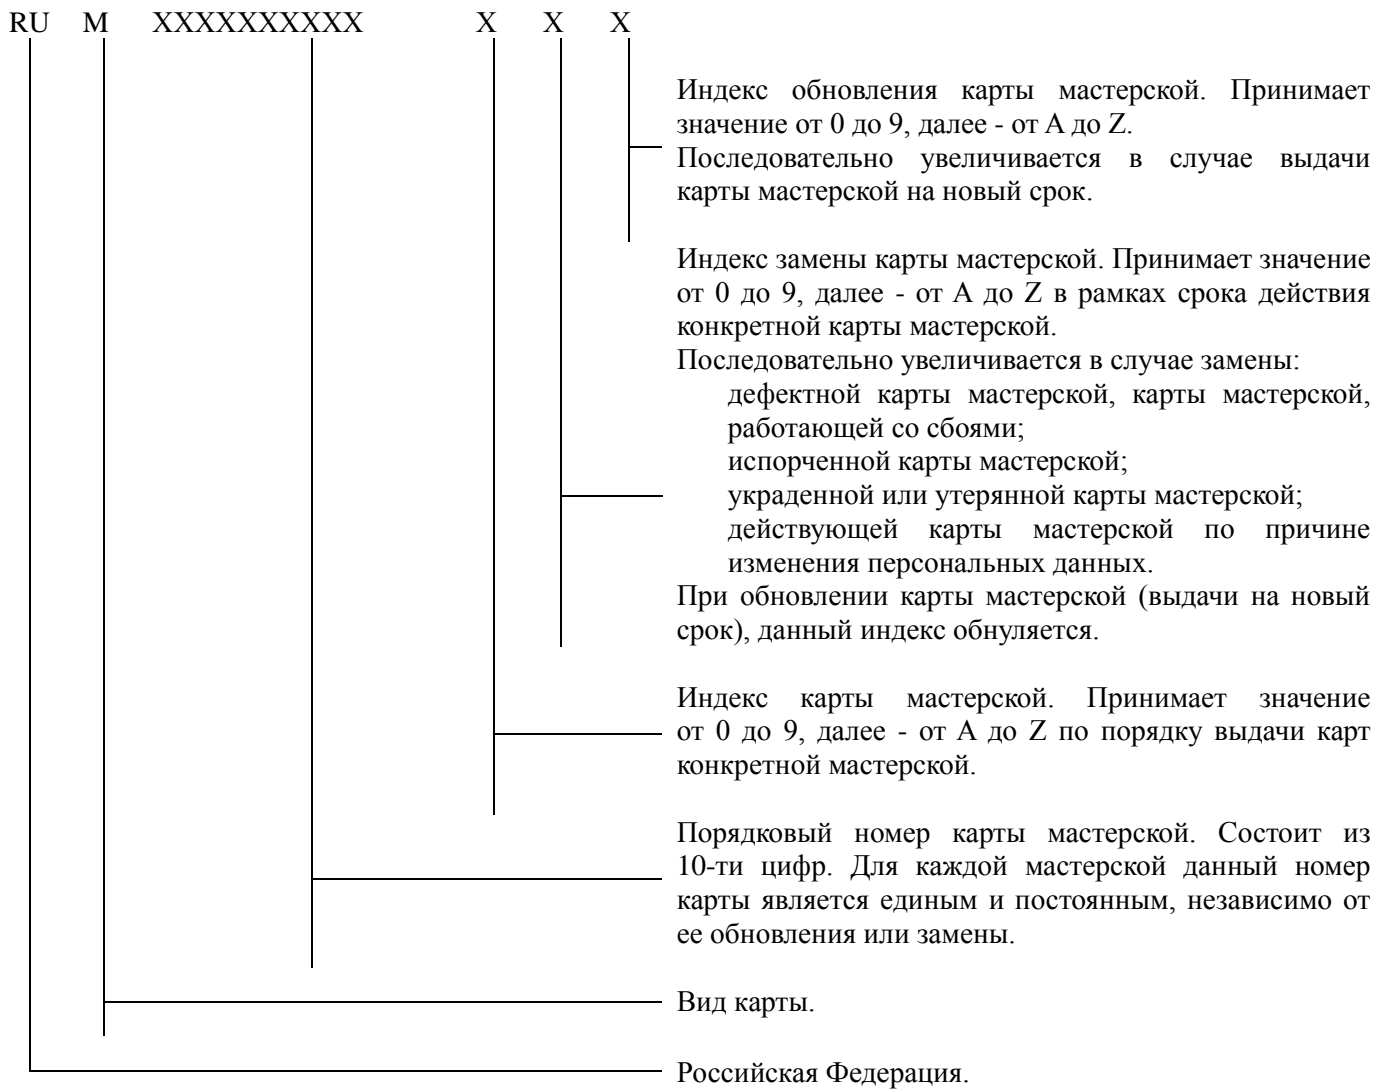 RU M XXXXXXXXXX X X X
Индекс обновления карты мастерской. Принимает
значение от 0 до 9, далее - от A до Z.
Последовательно увеличивается в случае выдачи
карты мастерской на новый срок.
Индекс замены карты мастерской. Принимает значение
от 0 до 9, далее - от A до Z в рамках срока действия
конкретной карты мастерской.
Последовательно увеличивается в случае замены:
дефектной карты мастерской, карты мастерской,
работающей со сбоями;
испорченной карты мастерской;
украденной или утерянной карты мастерской;
действующей карты мастерской по причине
изменения персональных данных.
При обновлении карты мастерской (выдачи на новый
срок), данный индекс обнуляется.
Индекс карты мастерской. Принимает значение
от 0 до 9, далее - от A до Z по порядку выдачи карт
конкретной мастерской.
Порядковый номер карты мастерской. Состоит из
10-ти цифр. Для каждой мастерской данный номер
карты является единым и постоянным, независимо от
ее обновления или замены.
Вид карты.
Российская Федерация.